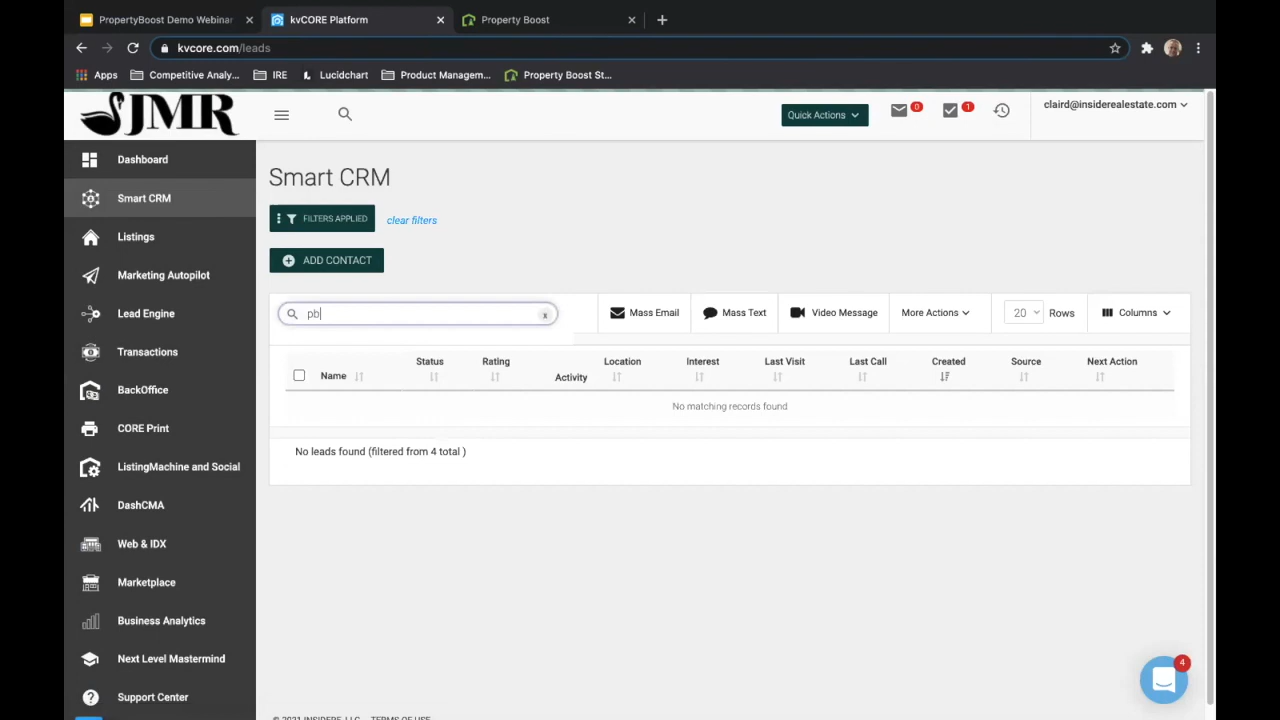 PropertyBoost Demo Webinar
kvCORE Platform
Property Boost
kvcore.com/leads
Apps
Competitive Analy...
IRE
Lucidchart
Product Managem...
Property Boost St...
JMR
Quick Actions
0
1
claird@insiderealestate.com
Dashboard
Smart CRM
Listings
Marketing Autopilot
Lead Engine
Transactions
BackOffice
CORE Print
ListingMachine and Social
DashCMA
Web & IDX
Marketplace
Business Analytics
Next Level Mastermind
Support Center
Smart CRM
FILTERS APPLIED
clear filters
ADD CONTACT
pb
x
Mass Email
Mass Text
Video Message
More Actions
20
Rows
Columns
Name
Status
Rating
Activity
Location
Interest
Last Visit
Last Call
Created
Source
Next Action
No matching records found
No leads found (filtered from 4 total )
4